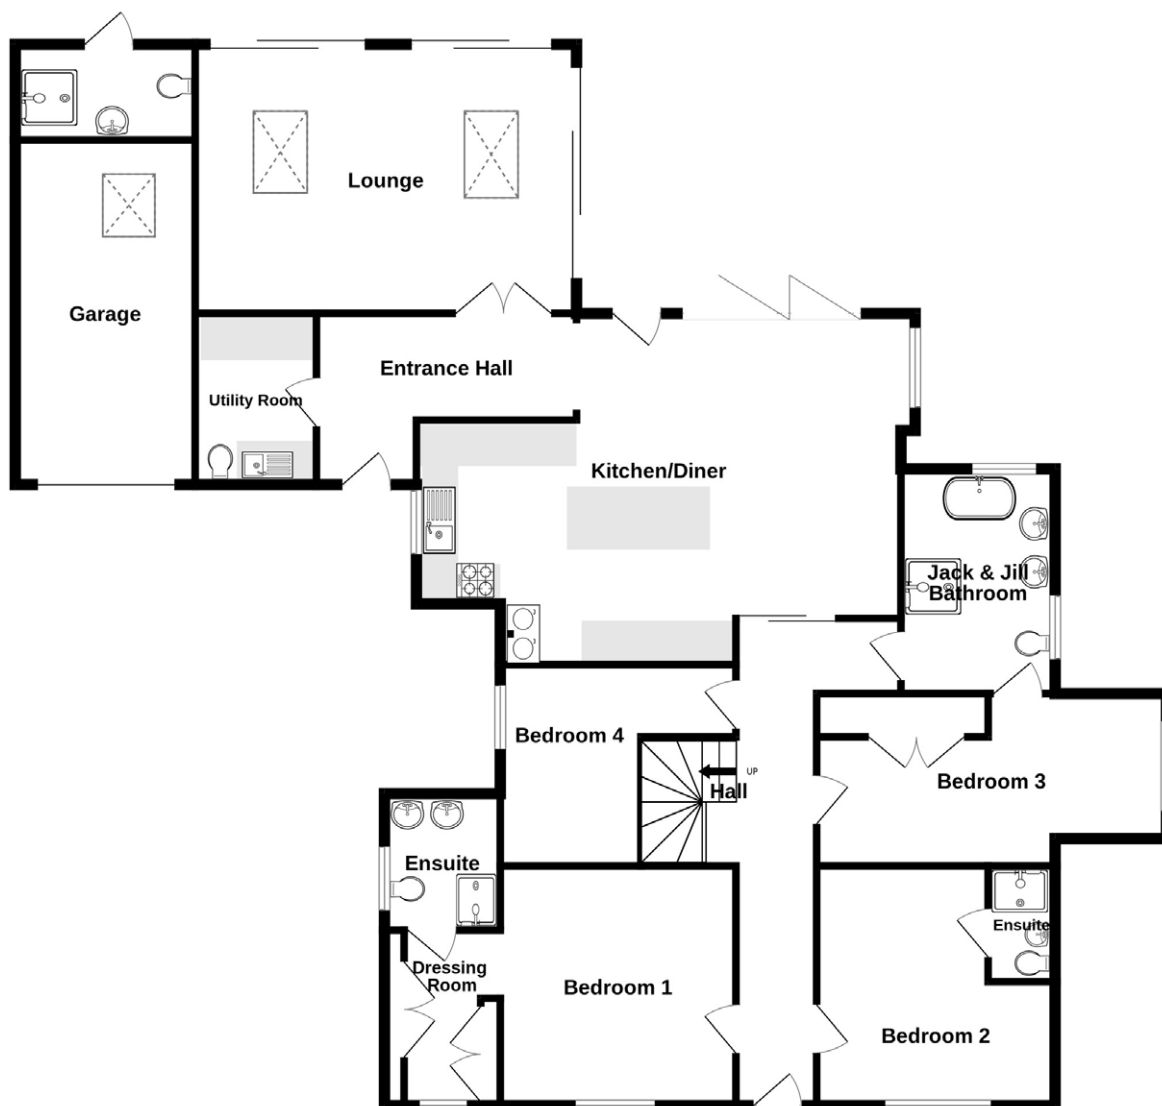 Lounge
Garage
Entrance Hall
Utility Room
Kitchen/Diner
Jack & Jill
Bathroom
Bedroom 4
UP
Hall
Bedroom 3
Ensuite
Ensuite
Dressing
Room
Bedroom 1
Bedroom 2